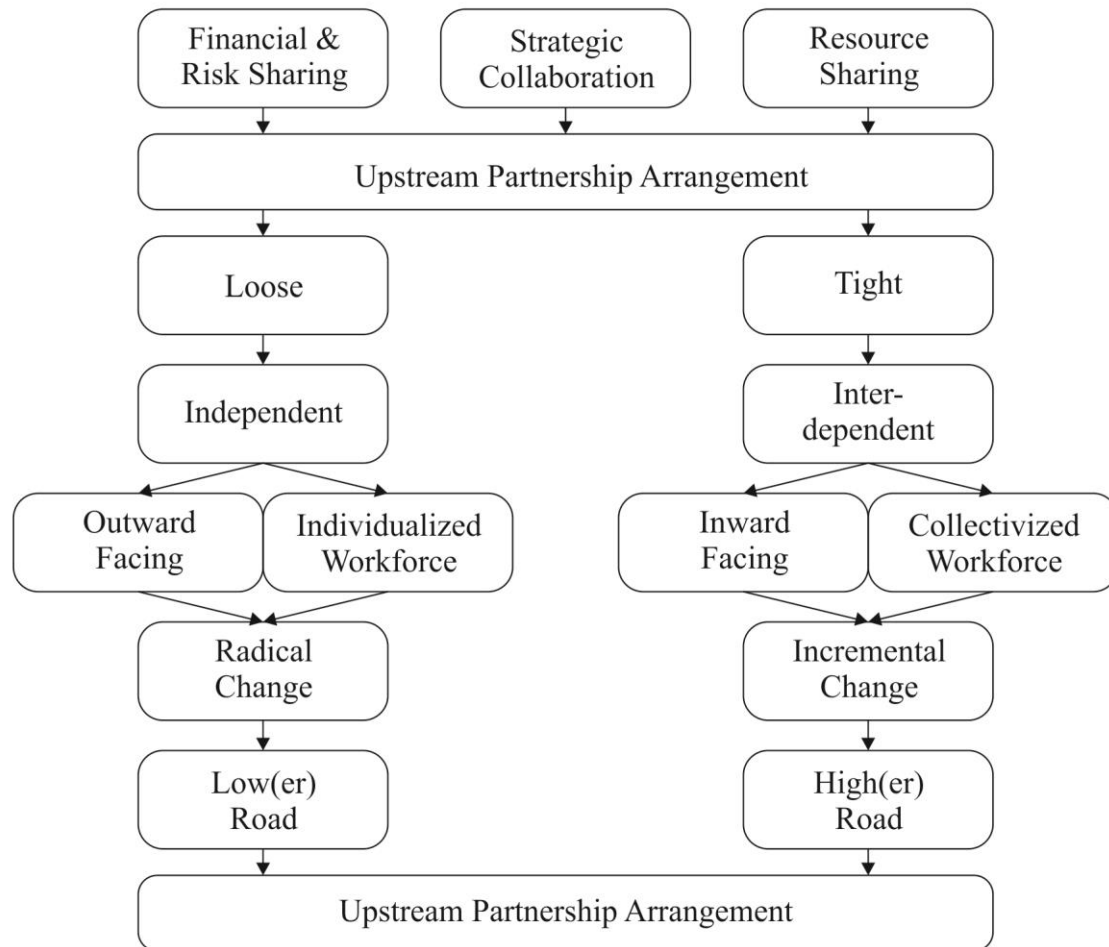 Financial &
Risk Sharing
Strategic
Collaboration
Resource
Sharing
Upstream Partnership Arrangement
Loose
Tight
Independent
Inter-
dependent
Outward
Facing
Individualized
Workforce
Inward
Facing
Collectivized
Workforce
Radical
Change
Incremental
Change
Low(er)
Road
High(er)
Road
Upstream Partnership Arrangement